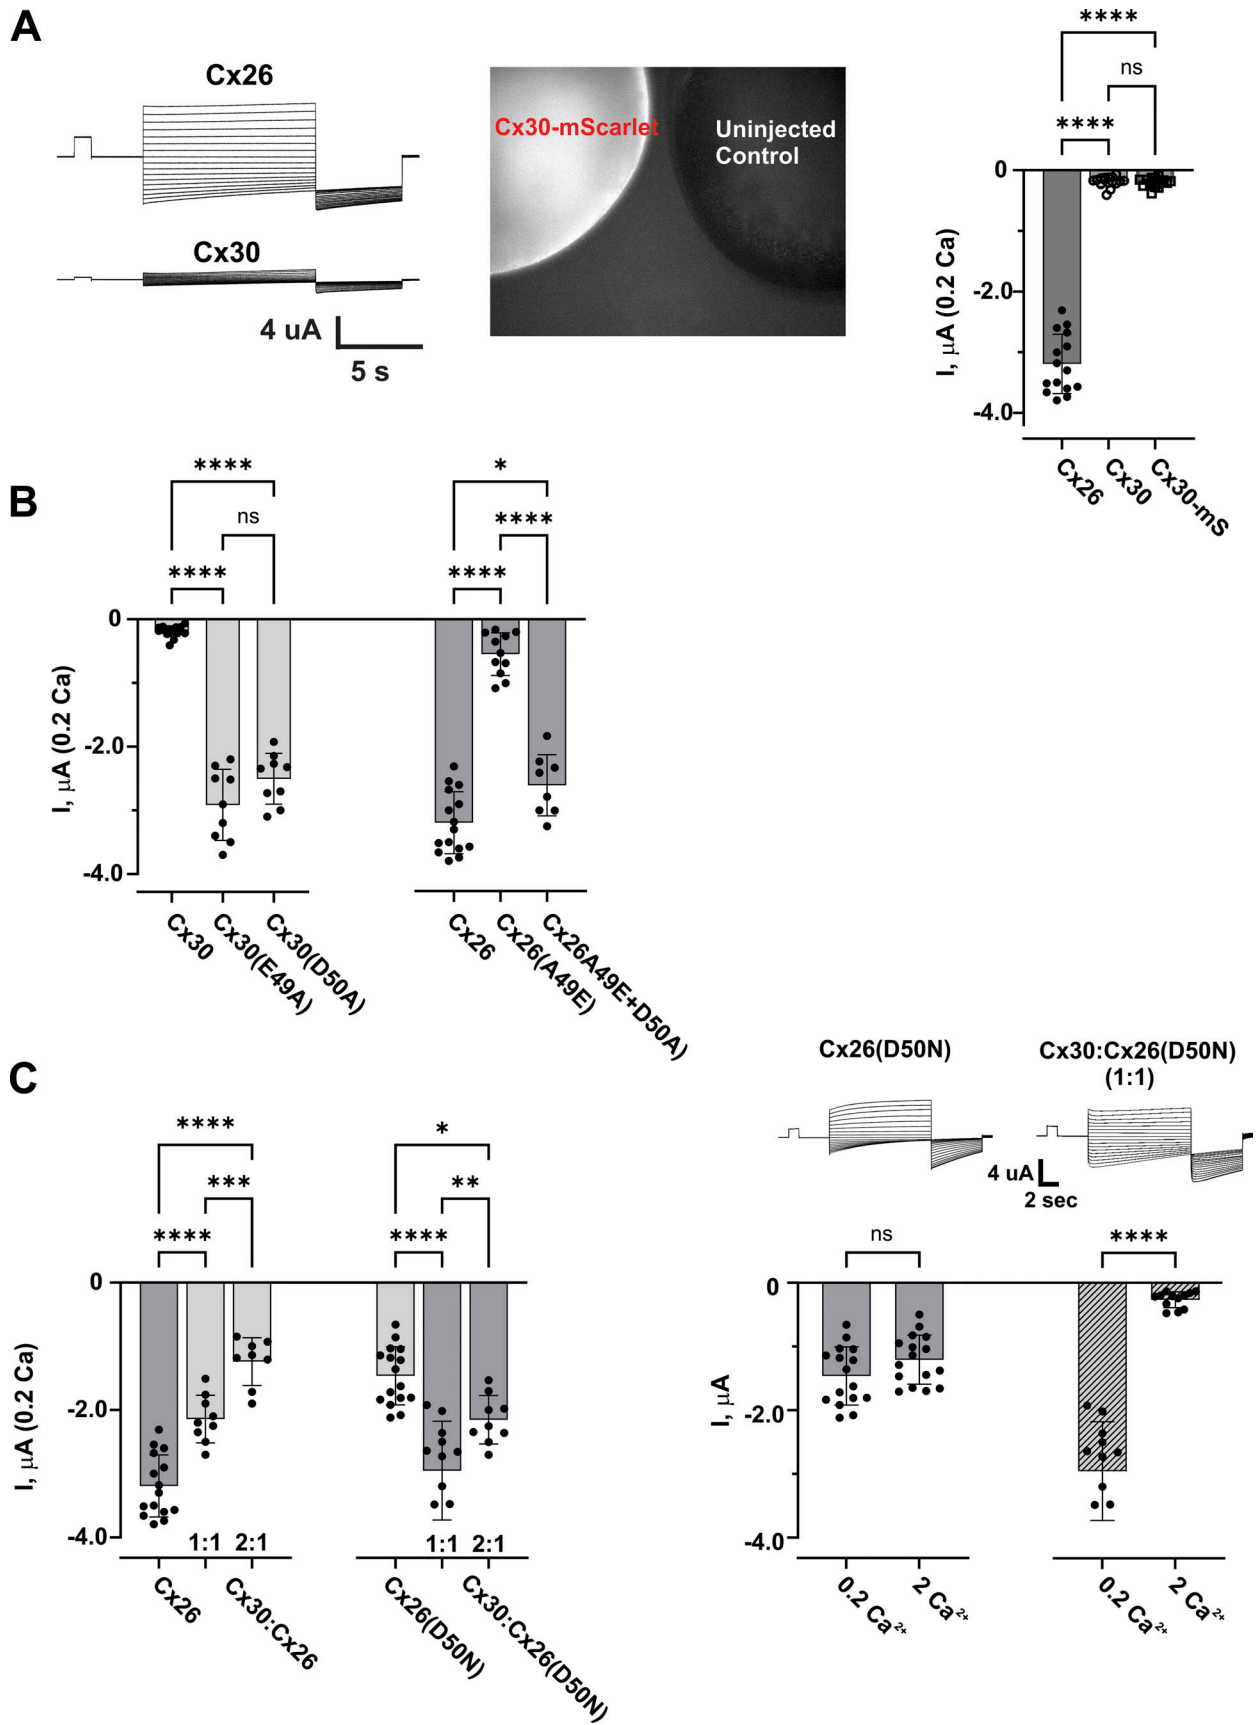 A
Cx26
Cx30
4 uA
5 s
Cx30-mScarlet
Uninjected
Control
****
ns
****
0
-2.0
-4.0
I, μA (0.2 Ca)
Cx26
Cx30
Cx30-mS
B
****
ns
****
*
****
****
0
-2.0
-4.0
I, μA (0.2 Ca)
Cx30
Cx30(E49A)
Cx30(D50A)
Cx26
Cx26(A49E)
Cx26A49E+D50A)
C
****
***
****
*
**
****
0
-2.0
-4.0
I, μA (0.2 Ca)
1:1
2:1
1:1
2:1
Cx26
Cx30:Cx26
Cx26(D50N)
Cx30:Cx26(D50N)
Cx26(D50N)
Cx30:Cx26(D50N)
(1:1)
4 uA
2 sec
ns
****
0
-2.0
-4.0
I, μA
0.2 Ca²⁺
2 Ca²⁺
0.2 Ca²⁺
2 Ca²⁺